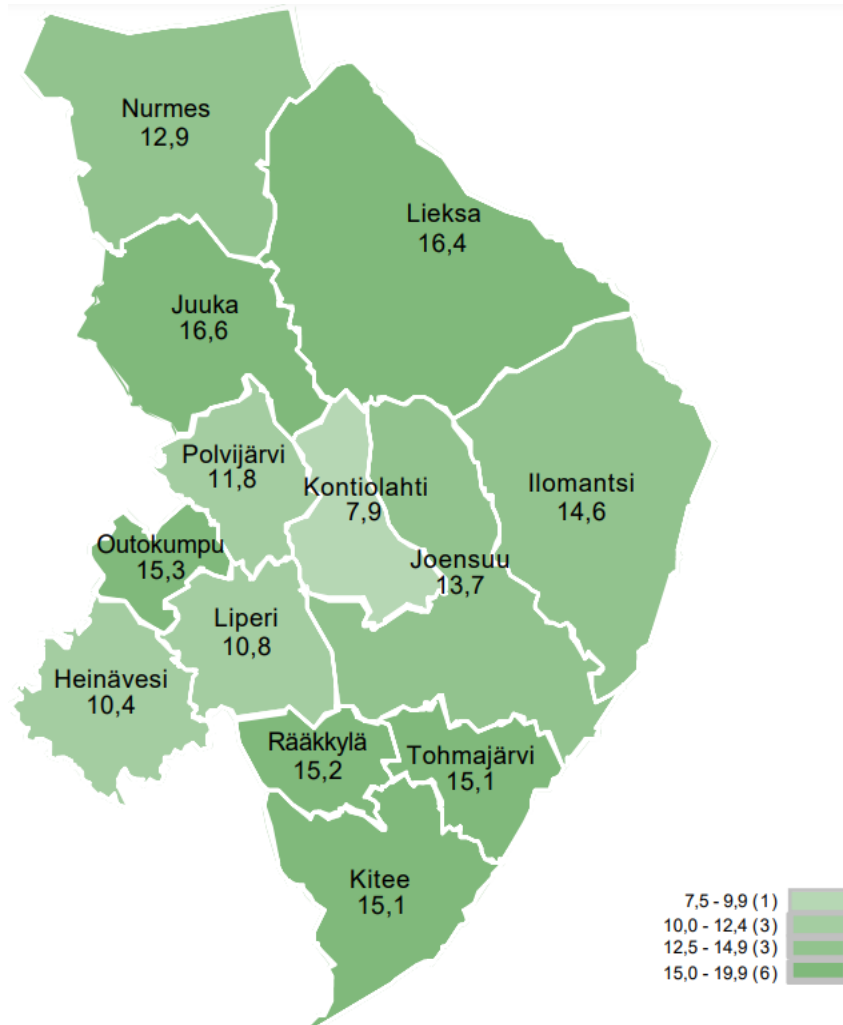 Nurmes
12,9
Lieksa
16,4
Juuka
16,6
Polvijärvi
11,8
Kontiolahti
7,9
Ilomantsi
14,6
Outokumpu
15,3
Joensuu
13,7
Liperi
10,8
Heinävesi
10,4
Rääkkylä
15,2
Tohmajärvi
15,1
Kitee
15,1
7,5 - 9,9 (1)
10,0 - 12,4 (3)
12,5 - 14,9 (3)
15,0 - 19,9 (6)